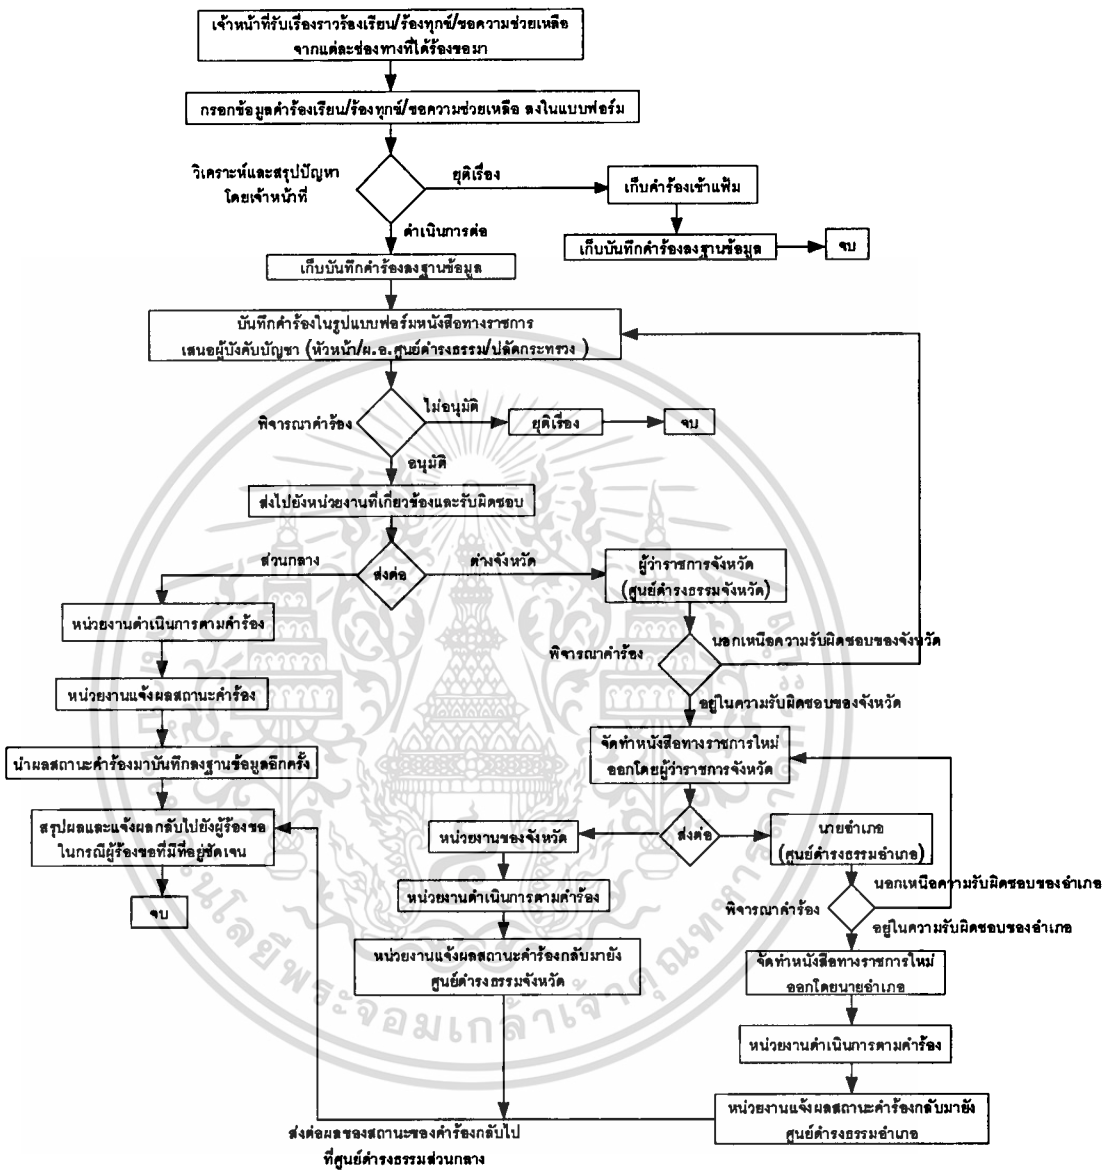 เจ้าหน้าที่รับเรื่องราวร้องเรียน/ร้องทุกข์/ขอความช่วยเหลือ
จากแต่ละช่องทางที่ได้ร้องขอมา
กรอกข้อมูลคำร้องเรียน/ร้องทุกข์/ขอความช่วยเหลือ ลงในแบบฟอร์ม
วิเคราะห์และสรุปปัญหา
โดยเจ้าหน้าที่
ยุติเรื่อง
เก็บคำร้องเข้าแฟ้ม
เก็บบันทึกคำร้องลงฐานข้อมูล
จบ
ดำเนินการต่อ
เก็บบันทึกคำร้องลงฐานข้อมูล
บันทึกคำร้องในรูปแบบฟอร์มหนังสือทางราชการ
เสนอผู้บังคับบัญชา (หัวหน้า/ผ.อ.ศูนย์ดำรงธรรม/ปลัดกระทรวง )
พิจารณาคำร้อง
ไม่อนุมัติ
ยุติเรื่อง
จบ
อนุมัติ
ส่งไปยังหน่วยงานที่เกี่ยวข้องและรับผิดชอบ
ส่วนกลาง
ส่งต่อ
ต่างจังหวัด
ผู้ว่าราชการจังหวัด
(ศูนย์ดำรงธรรมจังหวัด)
หน่วยงานดำเนินการตามคำร้อง
พิจารณาคำร้อง
นอกเหนือความรับผิดชอบของจังหวัด
หน่วยงานแจ้งผลสถานะคำร้อง
อยู่ในความรับผิดชอบของจังหวัด
จัดทำหนังสือทางราชการใหม่
ออกโดยผู้ว่าราชการจังหวัด
นำผลสถานะคำร้องมาบันทึกลงฐานข้อมูลอีกครั้ง
สรุปผลและแจ้งผลกลับไปยังผู้ร้องขอ
ในกรณีผู้ร้องขอที่มีที่อยู่ชัดเจน
จบ
หน่วยงานของจังหวัด
ส่งต่อ
นายอำเภอ
(ศูนย์ดำรงธรรมอำเภอ)
หน่วยงานดำเนินการตามคำร้อง
พิจารณาคำร้อง
นอกเหนือความรับผิดชอบของอำเภอ
อยู่ในความรับผิดชอบของอำเภอ
หน่วยงานแจ้งผลสถานะคำร้องกลับมายัง
ศูนย์ดำรงธรรมจังหวัด
จัดทำหนังสือทางราชการใหม่
ออกโดยนายอำเภอ
หน่วยงานดำเนินการตามคำร้อง
หน่วยงานแจ้งผลสถานะคำร้องกลับมายัง
ศูนย์ดำรงธรรมอำเภอ
ส่งต่อผลของสถานะของคำร้องกลับไป
ที่ศูนย์ดำรงธรรมส่วนกลาง